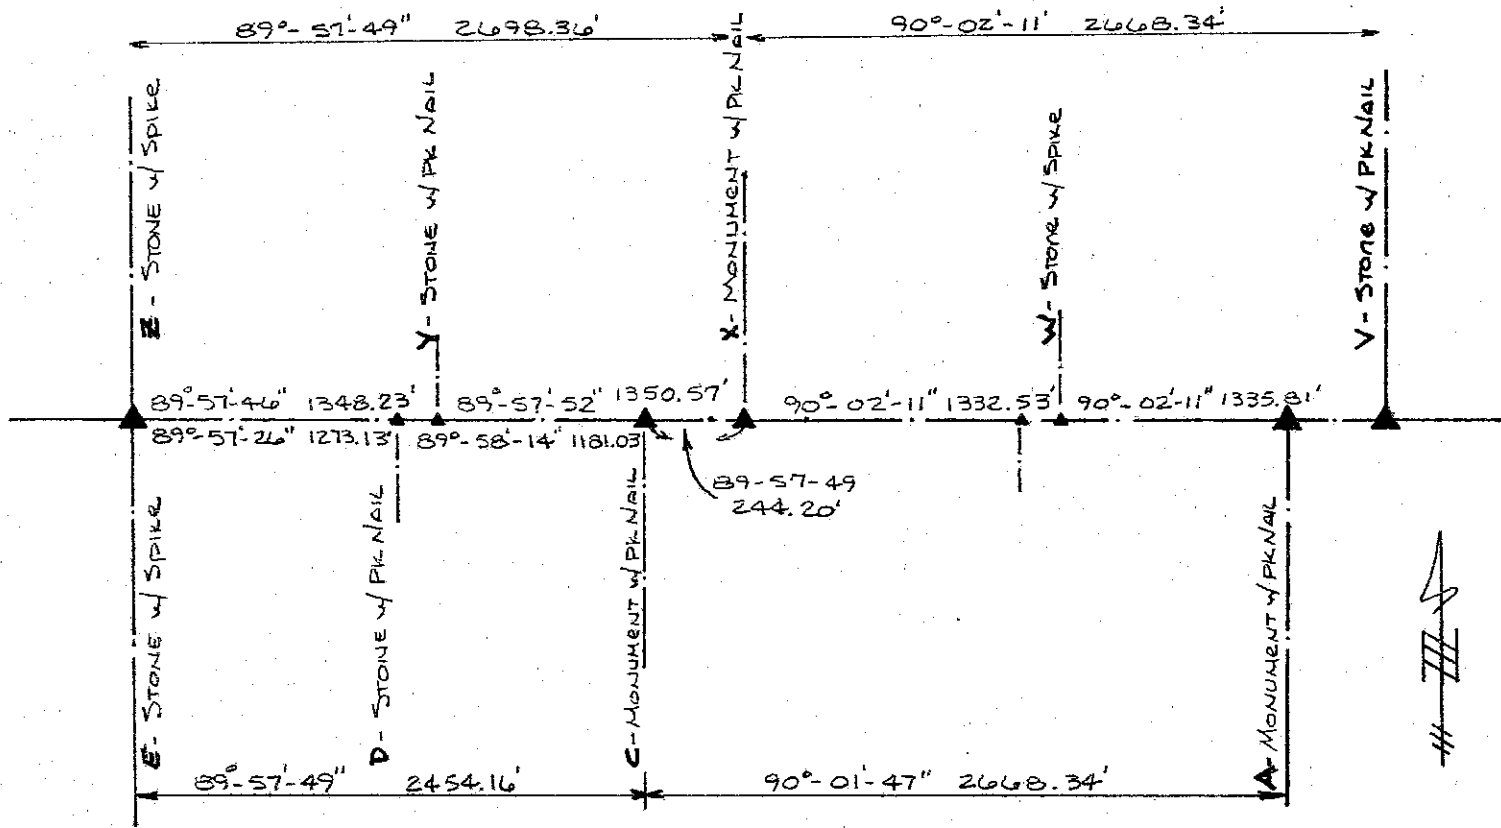 89°-57'-49" 2698.36'
90°-02'-11' 2668.34'
Z - STONE w/ Spike
Y - STONE w/ PK NAIL
X - MONUMENT w/ PK NAIL
W - STONE w/ SPIKE
V - STONE w/ PK NAIL
89°-57'-46" 1348.23'
89°-57'-52" 1350.57'
90°-02'-11" 1332.53'
90°-02'-11" 1335.81'
89°-57'-26" 1273.13'
89°-58'-14' 1181.03'
89-57-49
244.20'
E - STONE w/ Spike
D - STONE w/ PK NAIL
C - MONUMENT w/ PK NAIL
A - MONUMENT w/ PK NAIL
89°-57'-49" 2454.16'
90°-01'-47" 2668.34'